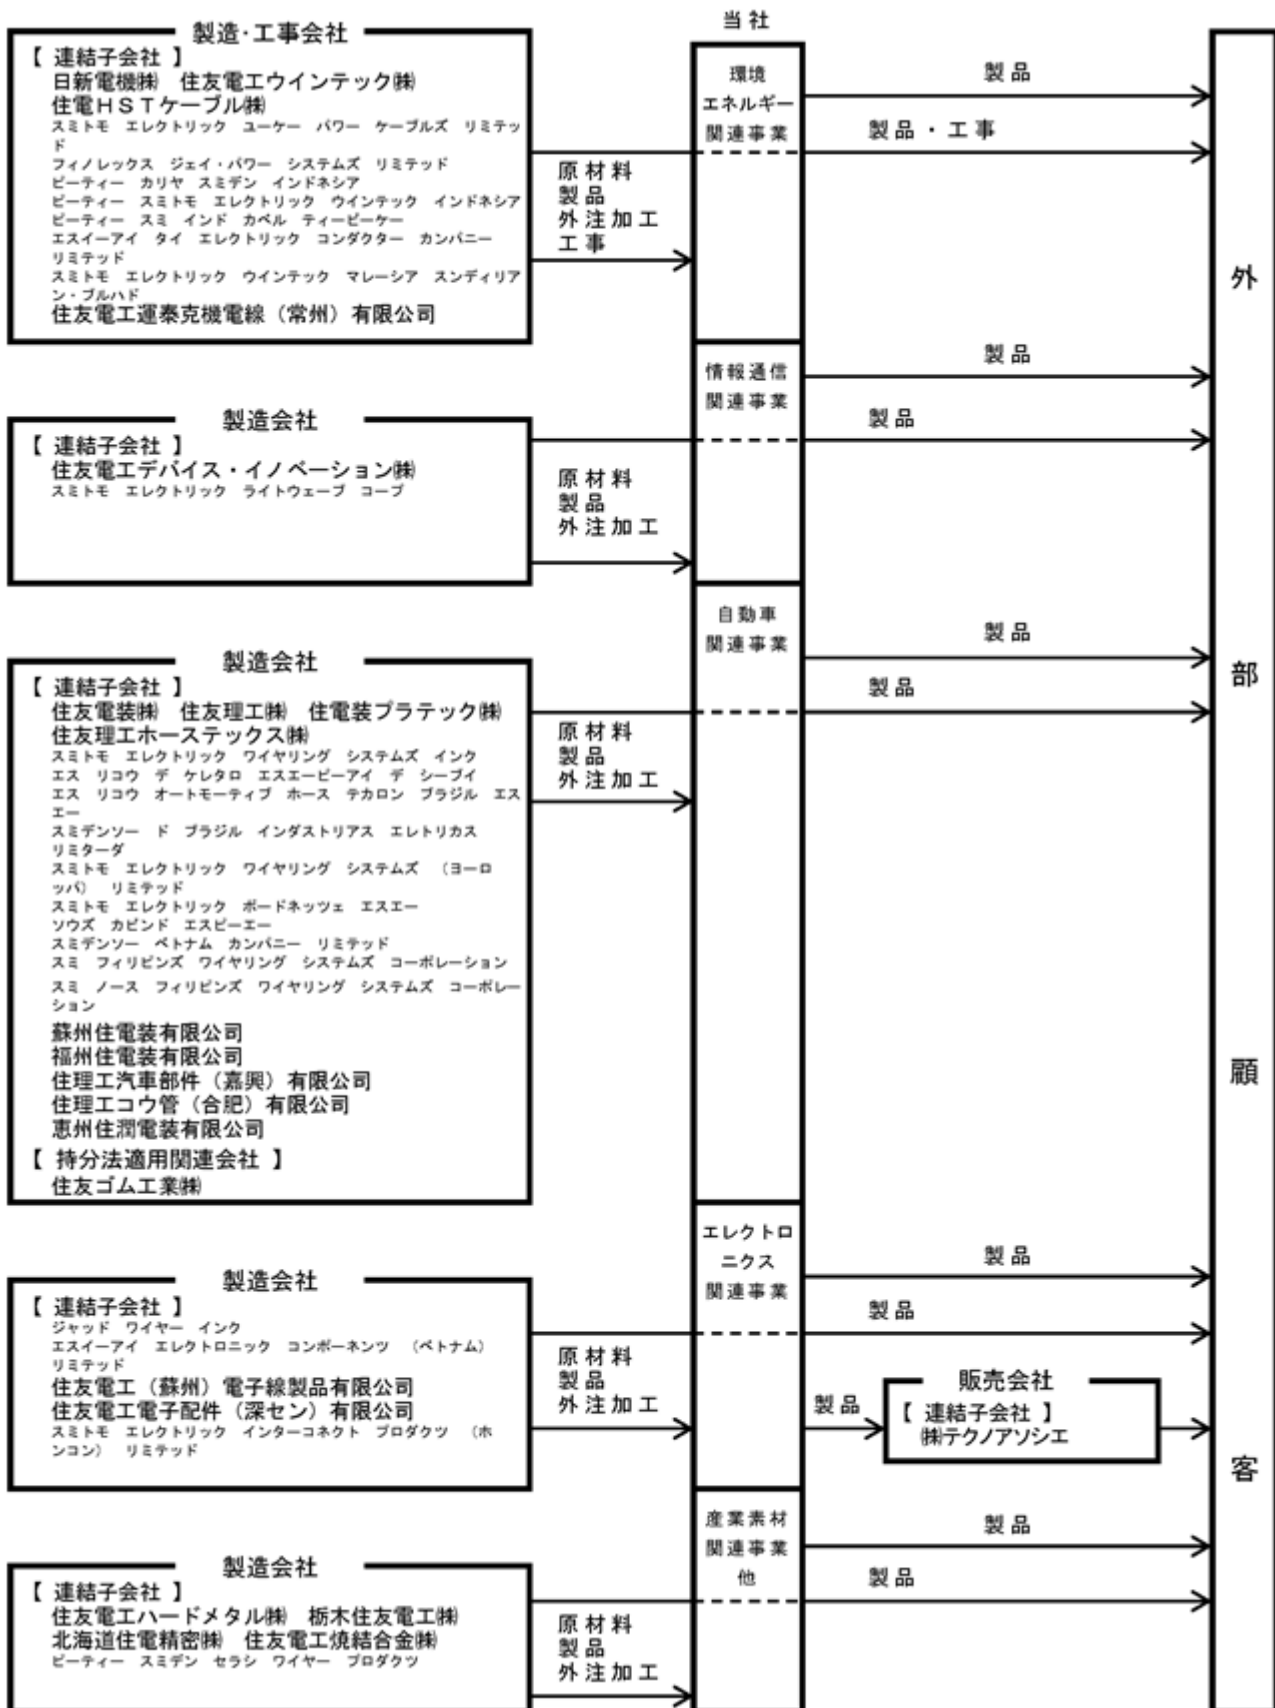 当社
製造･工事会社
【 連結子会社 】
日新電機㈱ 住友電工ウインテック㈱
住電ＨＳＴケーブル㈱
スミトモ エレクトリック ユーケー パワー ケーブルズ リミテッ
ド
フィノレックス ジェイ・パワー システムズ リミテッド
ピーティー カリヤ スミデン インドネシア
ピーティー スミトモ エレクトリック ウインテック インドネシア
ピーティー スミ インド カベル ティービーケー
エスイーアイ タイ エレクトリック コンダクター カンパニー
リミテッド
スミトモ エレクトリック ウインテック マレーシア スンディリア
ン・ブルハド
住友電工運泰克機電線（常州）有限公司
原材料
製品
外注加工
工事
環境
エネルギー
関連事業
製品
製品・工事
製造会社
【 連結子会社 】
住友電工デバイス・イノベーション㈱
スミトモ エレクトリック ライトウェーブ コープ
原材料
製品
外注加工
情報通信
関連事業
製品
製品
製造会社
【 連結子会社 】
住友電装㈱ 住友理工㈱ 住電装プラテック㈱
住友理工ホーステックス㈱
スミトモ エレクトリック ワイヤリング システムズ インク
エス リコウ デ ケレタロ エスエーピーアイ デ シーブイ
エス リコウ オートモーティブ ホース テカロン ブラジル エス
エー
スミデンソー ド ブラジル インダストリアス エレトリカス
リミターダ
スミトモ エレクトリック ワイヤリング システムズ （ヨーロ
ッパ） リミテッド
スミトモ エレクトリック ボードネッツェ エスエー
ソウズ カビンド エスピーエー
スミデンソー ベトナム カンパニー リミテッド
スミ フィリピンズ ワイヤリング システムズ コーポレーション
スミ ノース フィリピンズ ワイヤリング システムズ コーポレー
ション
蘇州住電装有限公司
福州住電装有限公司
住理工汽車部件（嘉興）有限公司
住理工コウ管（合肥）有限公司
恵州住潤電装有限公司
【 持分法適用関連会社 】
住友ゴム工業㈱
原材料
製品
外注加工
自動車
関連事業
製品
製品
製造会社
【 連結子会社 】
ジャッド ワイヤー インク
エスイーアイ エレクトロニック コンポーネンツ （ベトナム）
リミテッド
住友電工（蘇州）電子線製品有限公司
住友電工電子配件（深セン）有限公司
スミトモ エレクトリック インターコネクト プロダクツ （ホ
ンコン） リミテッド
原材料
製品
外注加工
エレクトロ
ニクス
関連事業
製品
製品
製品
販売会社
【 連結子会社 】
㈱テクノアソシエ
製造会社
【 連結子会社 】
住友電工ハードメタル㈱ 栃木住友電工㈱
北海道住電精密㈱ 住友電工焼結合金㈱
ピーティー スミデン セラシ ワイヤー プロダクツ
原材料
製品
外注加工
産業素材
関連事業
他
製品
製品
外
部
顧
客